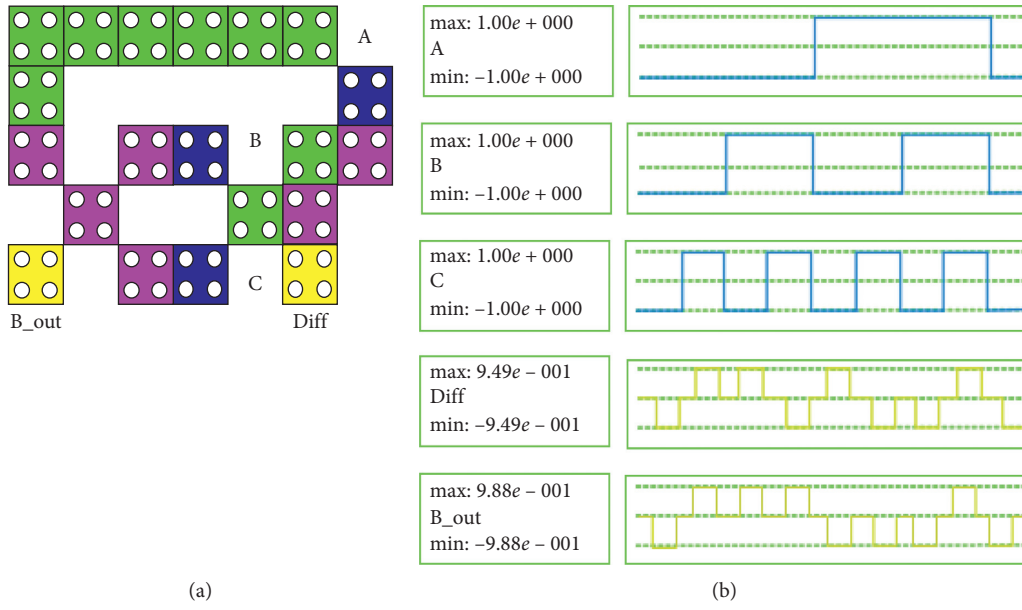 A
B
C
B_out
Diff
(a)
max: 1.00e + 000
A
min: –1.00e + 000
max: 1.00e + 000
B
min: –1.00e + 000
max: 1.00e + 000
C
min: –1.00e + 000
max: 9.49e – 001
Diff
min: –9.49e – 001
max: 9.88e – 001
B_out
min: –9.88e – 001
(b)